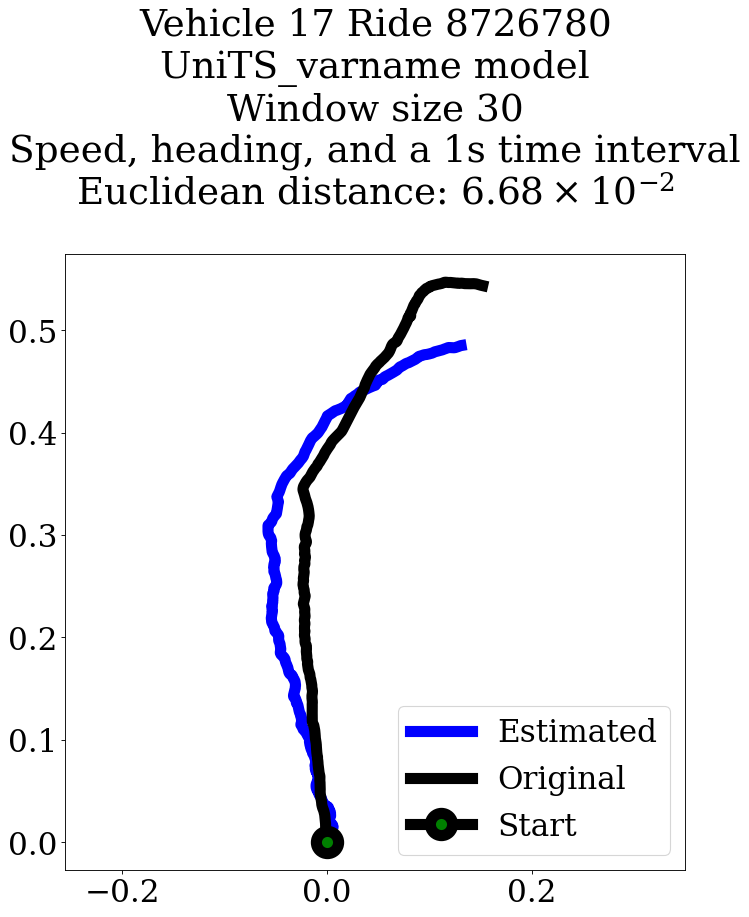 Vehicle 17 Ride 8726780
UniTS_varname model
Window size 30
Speed, heading, and a 1s time interval
Euclidean distance: 6.68 × 10⁻²
0.5
0.4
0.3
0.2
0.1
0.0
Estimated
Original
Start
−0.2
0.0
0.2